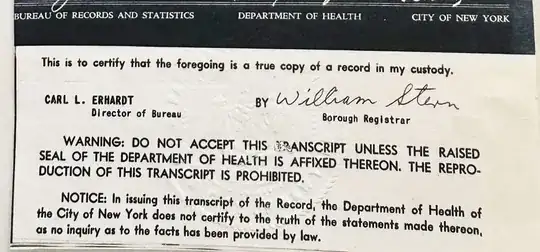 BUREAU OF RECORDS AND STATISTICS DEPARTMENT OF HEALTH CITY OF NEW YORK
This is to certify that the foregoing is a true copy of a record in my custody.
CARL L. ERHARDT BY William Stern
Director of Bureau Borough Registrar
WARNING: DO NOT ACCEPT THIS TRANSCRIPT UNLESS THE RAISED
SEAL OF THE DEPARTMENT OF HEALTH IS AFFIXED THEREON. THE REPRO-
DUCTION OF THIS TRANSCRIPT IS PROHIBITED.
NOTICE: In issuing this transcript of the Record, the Department of Health of
the City of New York does not certify to the truth of the statements made thereon,
as no inquiry as to the facts has been provided by law.